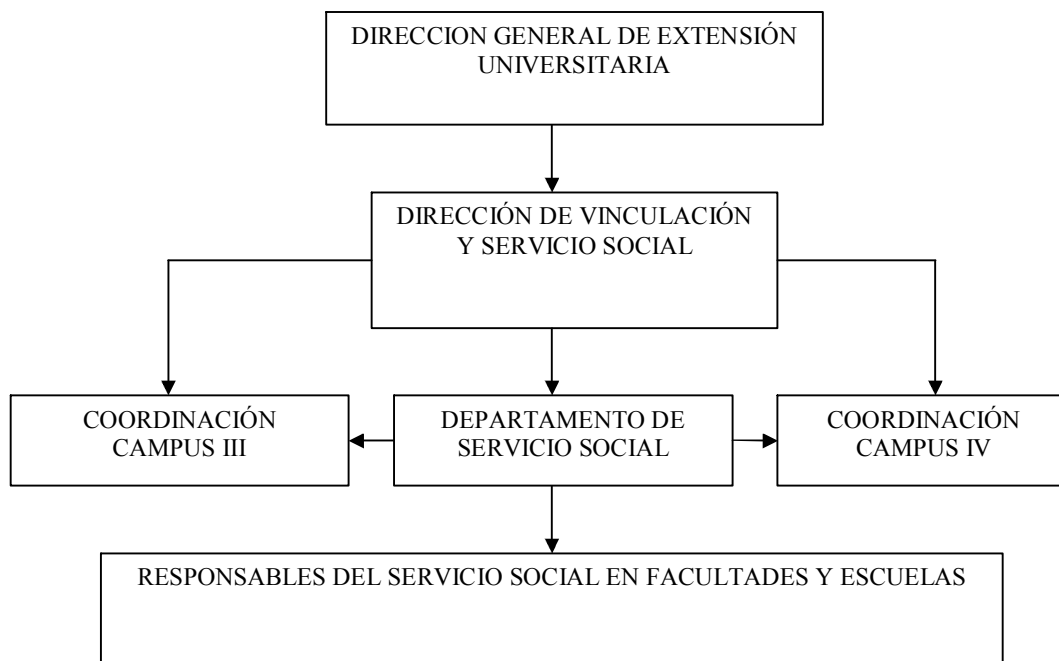 DIRECCION GENERAL DE EXTENSIÓN
UNIVERSITARIA
DIRECCIÓN DE VINCULACIÓN
Y SERVICIO SOCIAL
COORDINACIÓN
CAMPUS III
DEPARTAMENTO DE
SERVICIO SOCIAL
COORDINACIÓN
CAMPUS IV
RESPONSABLES DEL SERVICIO SOCIAL EN FACULTADES Y ESCUELAS